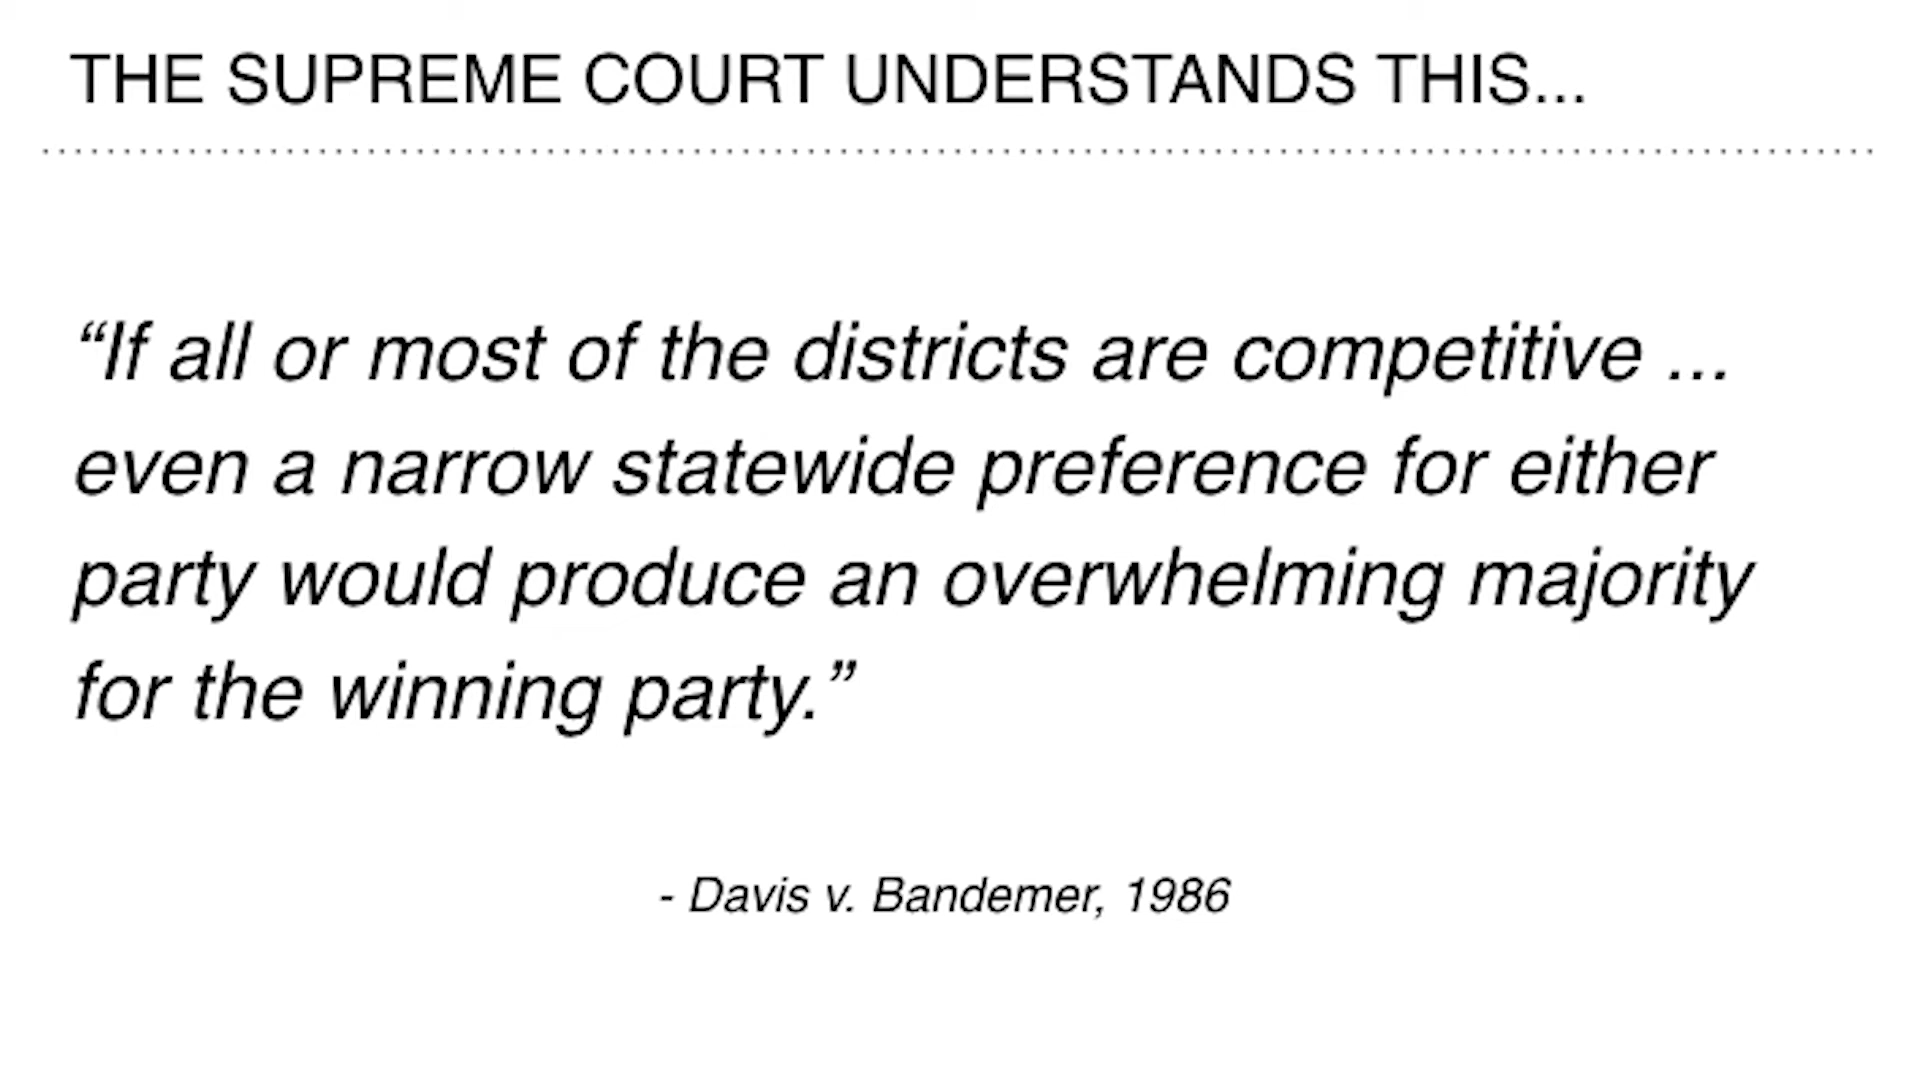 THE SUPREME COURT UNDERSTANDS THIS...
“If all or most of the districts are competitive ...
even a narrow statewide preference for either
party would produce an overwhelming majority
for the winning party.”
- Davis v. Bandemer, 1986